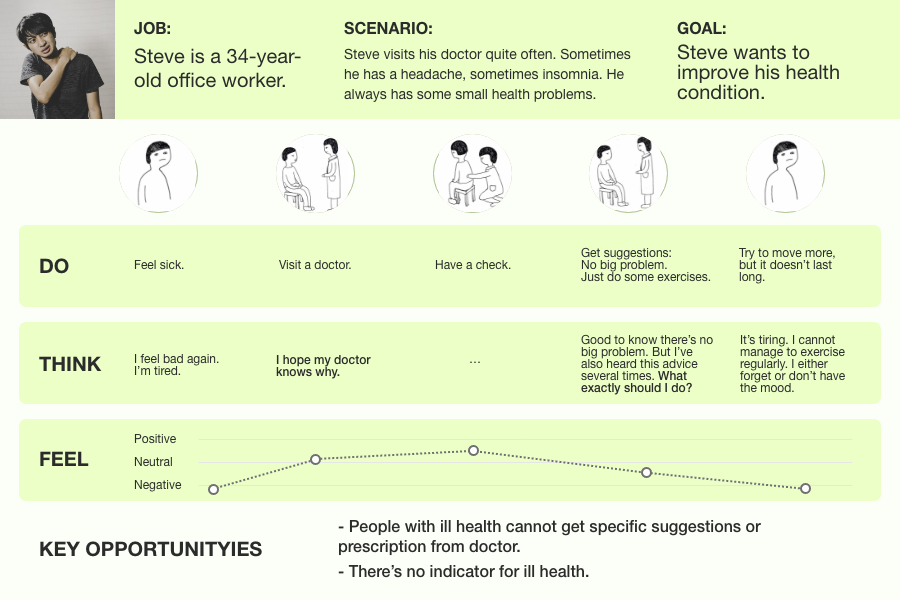 JOB:
Steve is a 34-year-
old office worker.
SCENARIO:
Steve visits his doctor quite often. Sometimes
he has a headache, sometimes insomnia. He
always has some small health problems.
GOAL:
Steve wants to
improve his health
condition.
DO
Feel sick.
Visit a doctor.
Have a check.
Get suggestions:
No big problem.
Just do some exercises.
Try to move more,
but it doesn't last
long.
THINK
I feel bad again.
I'm tired.
I hope my doctor
knows why.
...
Good to know there's no
big problem. But I've
also heard this advice
several times. What
exactly should I do?
It's tiring. I cannot
manage to exercise
regularly. I either
forget or don't have
the mood.
FEEL
Positive
Neutral
Negative
KEY OPPORTUNITYIES
- People with ill health cannot get specific suggestions or
prescription from doctor.
- There's no indicator for ill health.